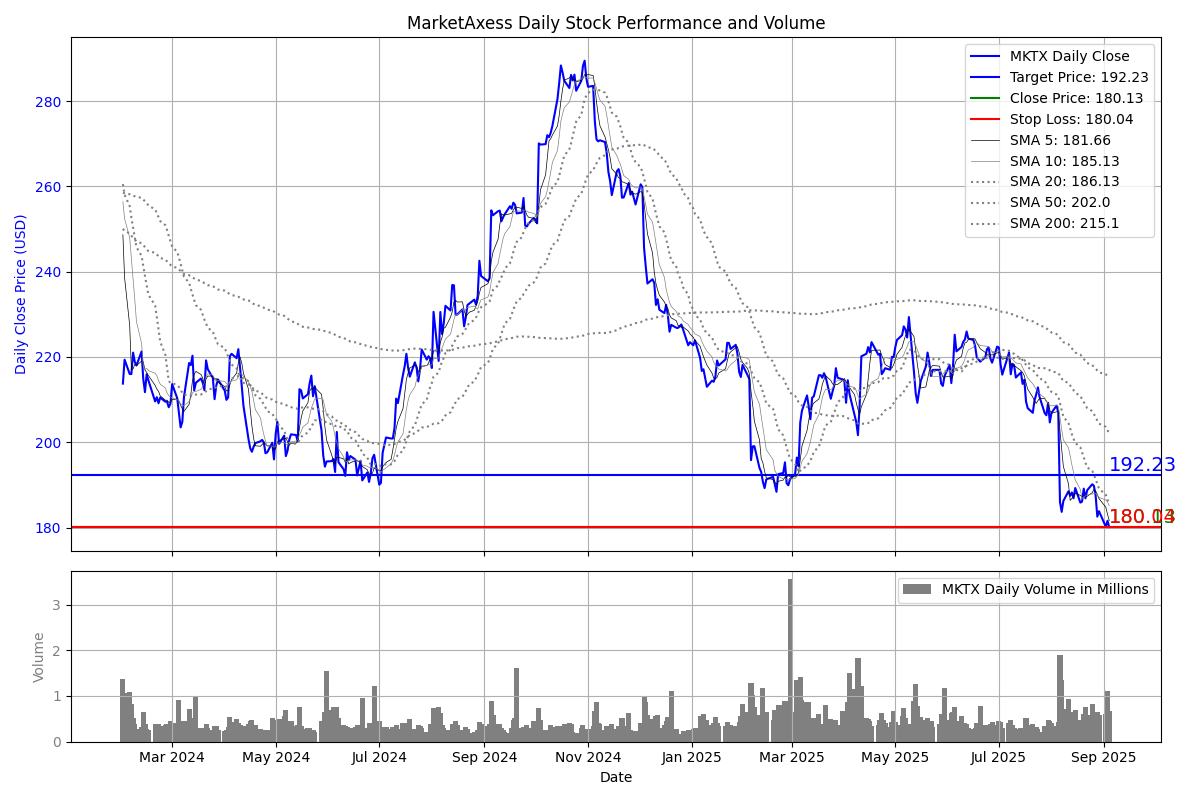 MarketAxess Daily Stock Performance and Volume
Daily Close Price (USD)
280
260
240
220
200
180
MKTX Daily Close
Target Price: 192.23
Close Price: 180.13
Stop Loss: 180.04
SMA 5: 181.66
SMA 10: 185.13
SMA 20: 186.13
SMA 50: 202.0
SMA 200: 215.1
192.23
180.13
180.04
Volume
3
2
1
0
MKTX Daily Volume in Millions
Mar 2024
May 2024
Jul 2024
Sep 2024
Nov 2024
Jan 2025
Mar 2025
May 2025
Jul 2025
Sep 2025
Date